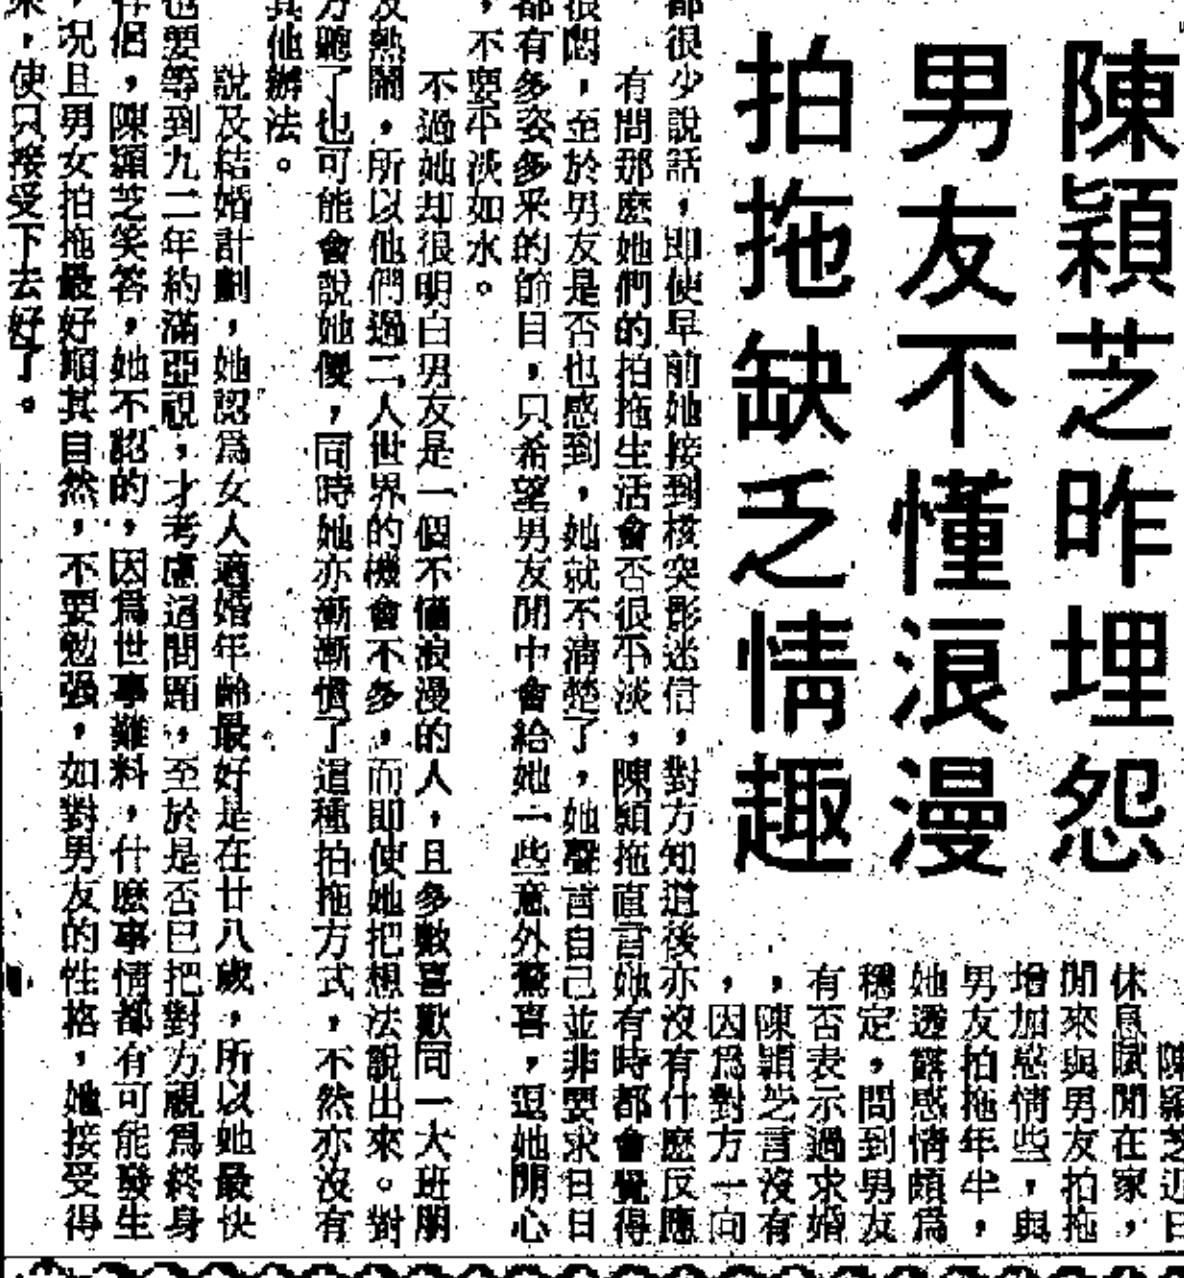 陳穎芝昨埋怨
男友不懂浪漫
拍拖缺乏情趣
陳穎芝近日
休息賦閒在家，
閒來與男友拍拖
增加感情些，與
男友拍拖年半，
她透露感情頗爲
穩定，問到男友
有否表示過求婚
，陳穎芝言沒有
，因爲對方一向
都很少說話，即使早前她接到核突影迷信，對方知道後亦沒有什麼反應
有問那麽她們的拍拖生活會否很平淡，陳穎拖直言她有時都會覺得
很悶，至於男友是否也感到，她就不清楚了，她聲言自己並非要求日日
都有多姿多釆的節目，只希望男友閒中會給她一些意外驚喜，逗她開心
，不要平淡如水。
不過她却很明白男友是一個不懂浪漫的人，且多數喜歡同一大班朋
友熱鬧，所以他們過二人世界的機會不多，而即使她把想法說出來。對
方聽了也可能會說她傻，同時她亦漸漸慣了這種拍拖方式，不然亦沒有
其他辦法。
說及結婚計劃，她認爲女人適婚年齡最好是在廿八歲，所以她最快
也要等到九二年約滿亞視，才考慮這問題，至於是否已把對方視爲終身
伴侶，陳穎芝笑答，她不認的，因爲世事難料，什麽事情都有可能發生
，况且男女拍拖最好順其自然，不要勉强，如對男友的性格，她接受得
來，使只接受下去好了。